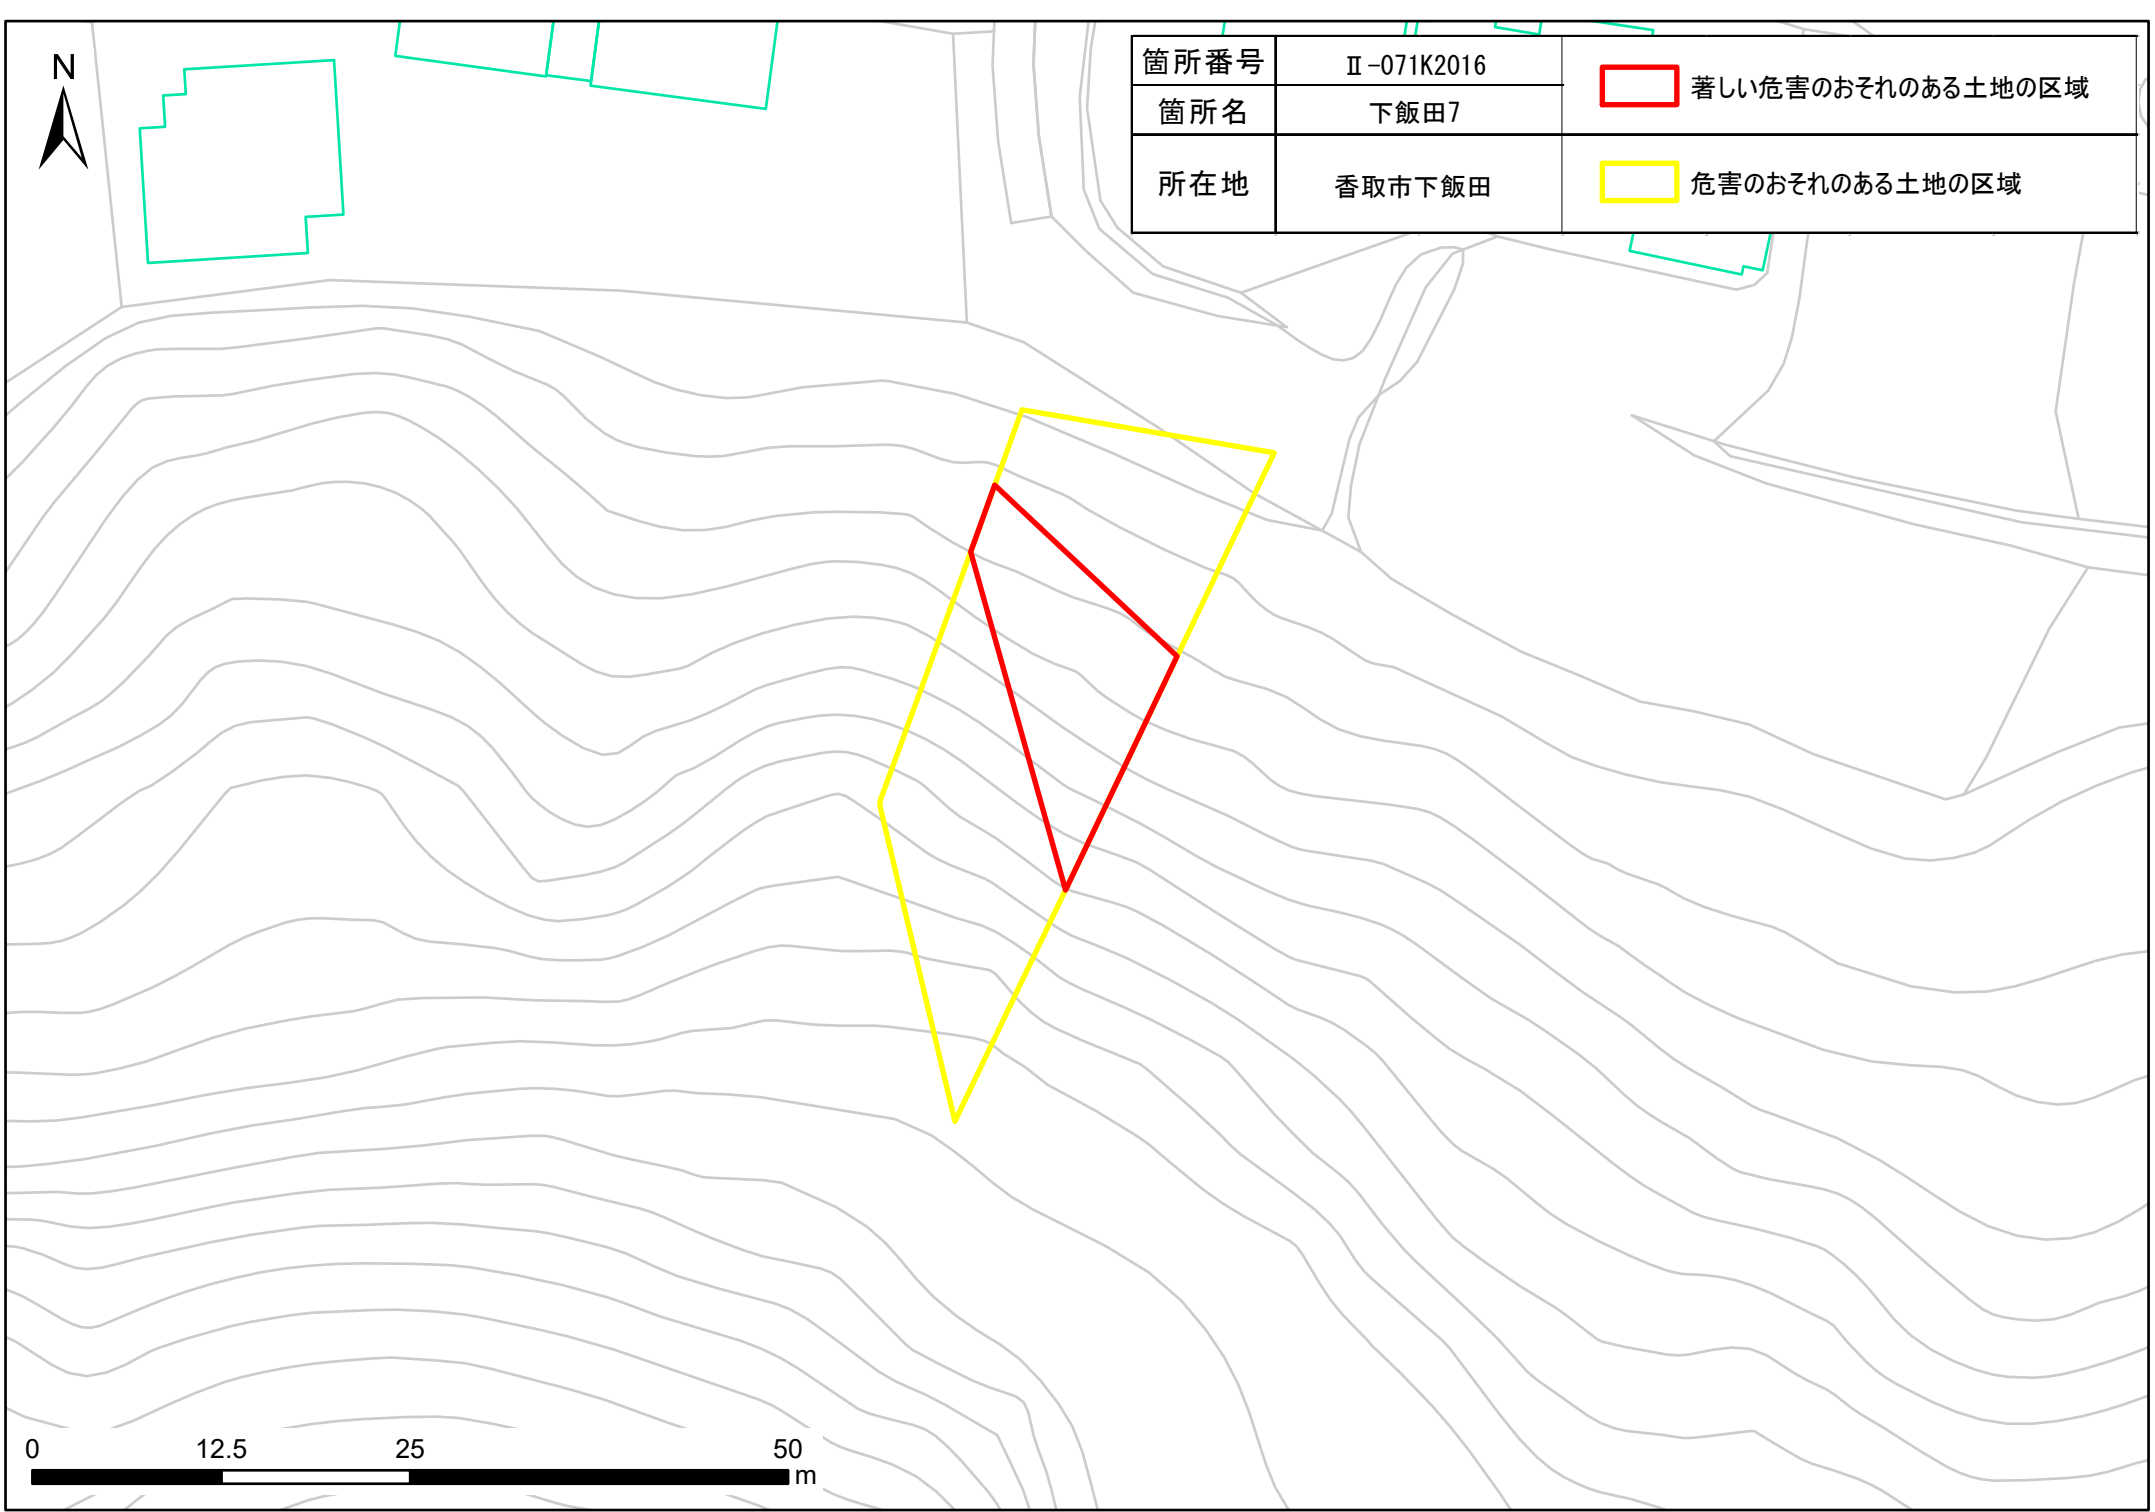 N
箇所番号 Ⅱ-071K2016
箇所名 下飯田7
所在地 香取市下飯田
著しい危害のおそれのある土地の区域
危害のおそれのある土地の区域
0 12.5 25 50
m